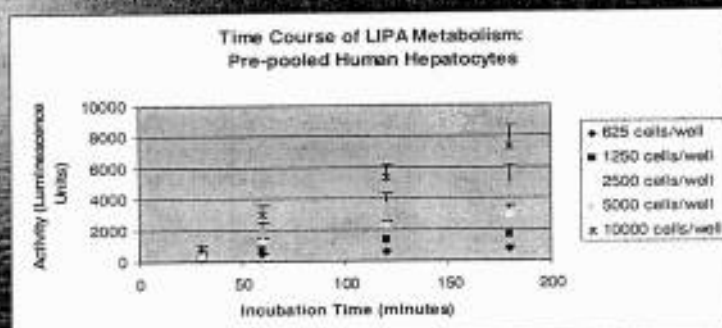 Time Course of LIPA Metabolism:
Pre-pooled Human Hepatocytes
Activity (Luminescence
Units)
10000
8000
6000
4000
2000
0
0 50 100 150 200
Incubation Time (minutes)
625 cells/well
1250 cells/well
2500 cells/well
5000 cells/well
10000 cells/well